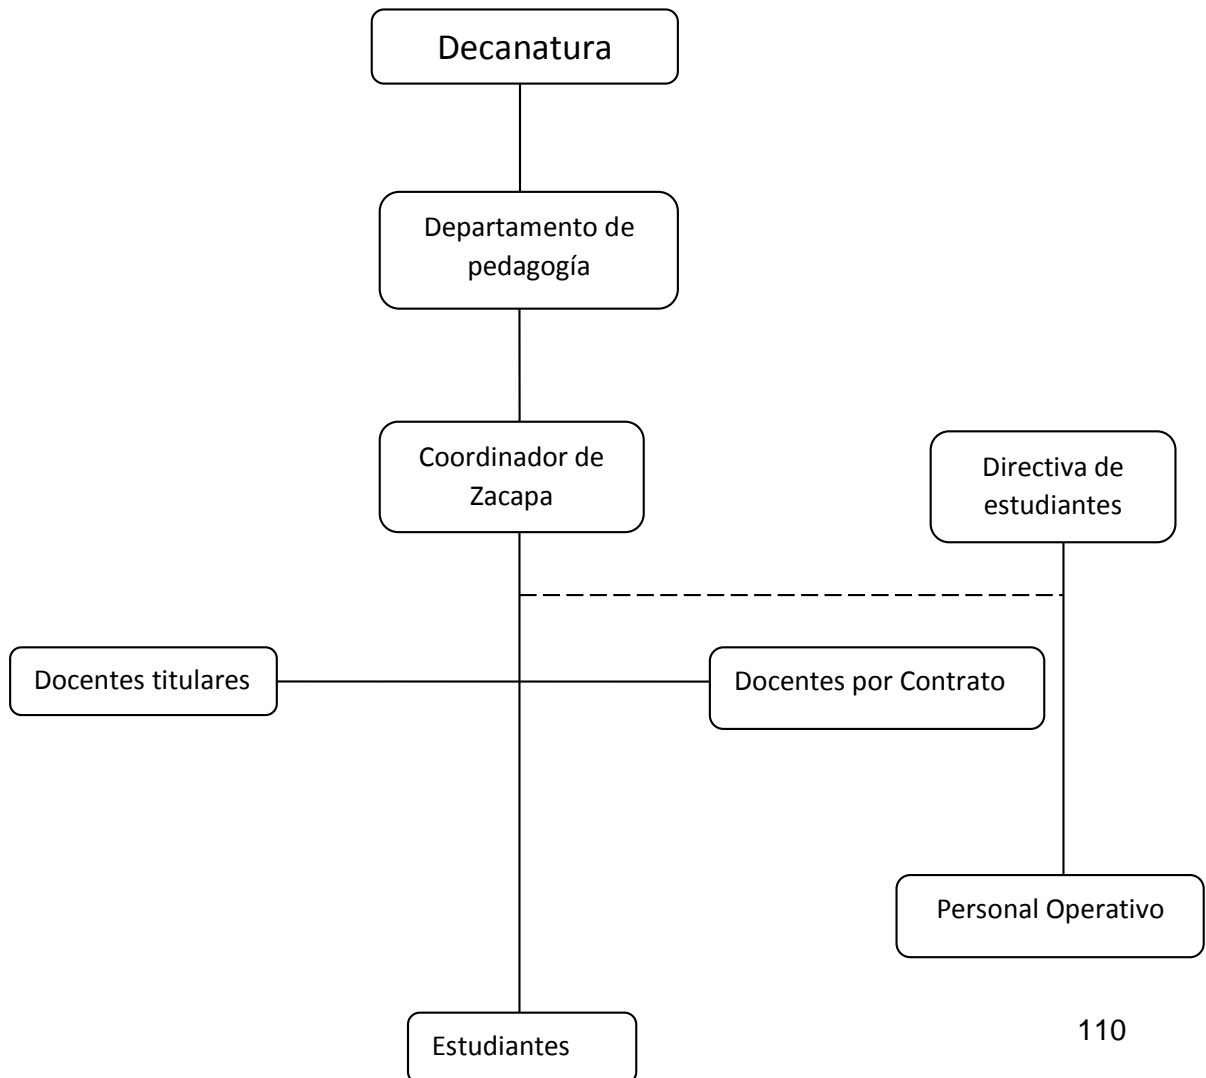 Decanatura
Departamento de
pedagogía
Coordinador de
Zacapa
Directiva de
estudiantes
Docentes titulares
Docentes por Contrato
Personal Operativo
Estudiantes
110